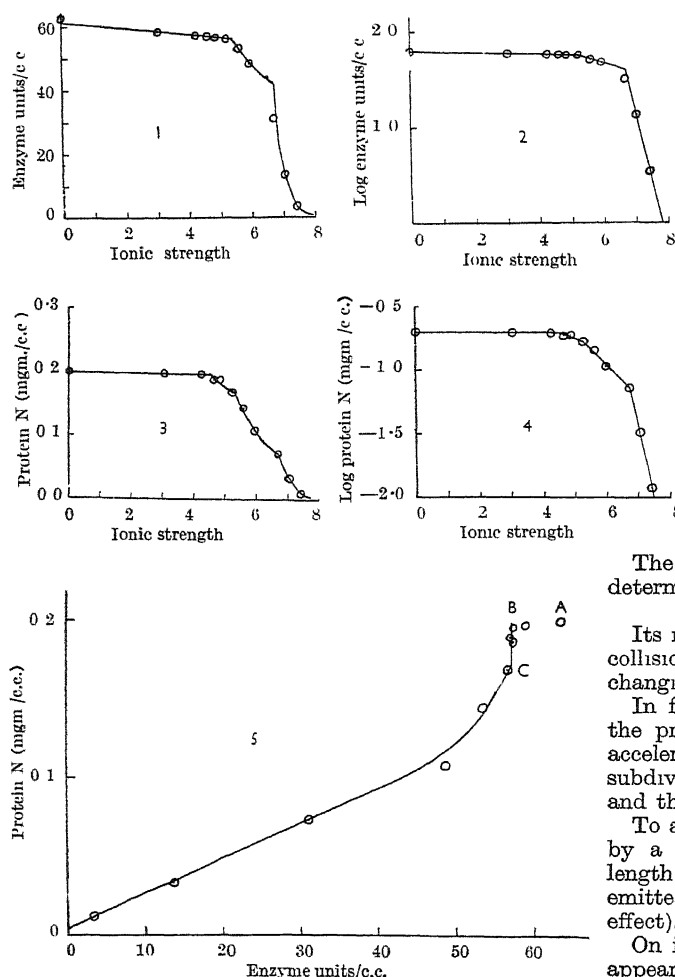 Enzyme units/c c
60
40
20
0
1
0 2 4 6 8
Ionic strength
Log enzyme units/c c
2 0
1 0
2
0 2 4 6 8
Ionic strength
Protein N (mgm./c.c)
0·3
0 2
0 1
0 0
3
0 2 4 6 8
Ionic strength
Log protein N (mgm /c c.)
−0 5
−1 0
−1·5
−2·0
4
0 2 4 6 8
Ionic strength
Protein N (mgm /c.c.)
0 2
0 1
0
5
B A
C
0 10 20 30 40 50 60
Enzyme units/c.c.
The
determ
Its r
collisio
changi
In f
the pr
acceler
subdiv
and th
To a
by a
length
emitte
effect)
On i
appear